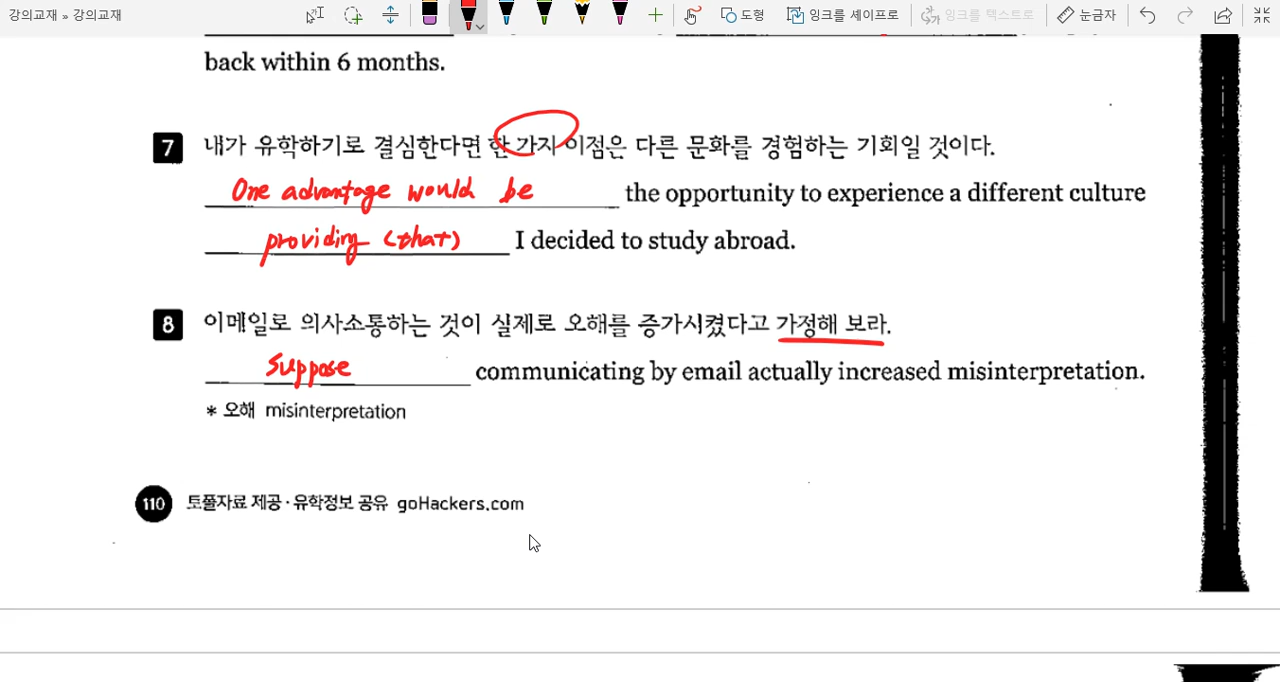 강의교재 » 강의교재 도형 잉크를 셰이프로 잉크를 텍스트로 눈금자
back within 6 months.
7 내가 유학하기로 결심한다면 한 가지 이점은 다른 문화를 경험하는 기회일 것이다.
One advantage would be the opportunity to experience a different culture
providing (that) I decided to study abroad.
8 이메일로 의사소통하는 것이 실제로 오해를 증가시켰다고 가정해 보라.
Suppose communicating by email actually increased misinterpretation.
* 오해 misinterpretation
110 토플자료 제공 · 유학정보 공유 goHackers.com